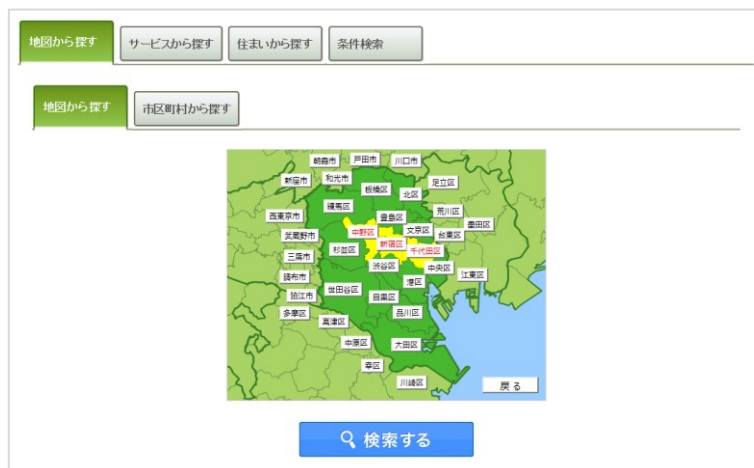 地図から探す
サービスから探す
住まいから探す
条件検索
地図から探す
市区町村から探す
朝霞市
戸田市
川口市
新座市
和光市
板橋区
北区
足立区
西東京市
練馬区
豊島区
文京区
荒川区
墨田区
武蔵野市
中野区
台東区
杉並区
新宿区
千代田区
三鷹市
渋谷区
中央区
江東区
調布市
港区
狛江市
世田谷区
目黒区
多摩区
品川区
高津区
中原区
大田区
幸区
川崎区
戻る
検索する